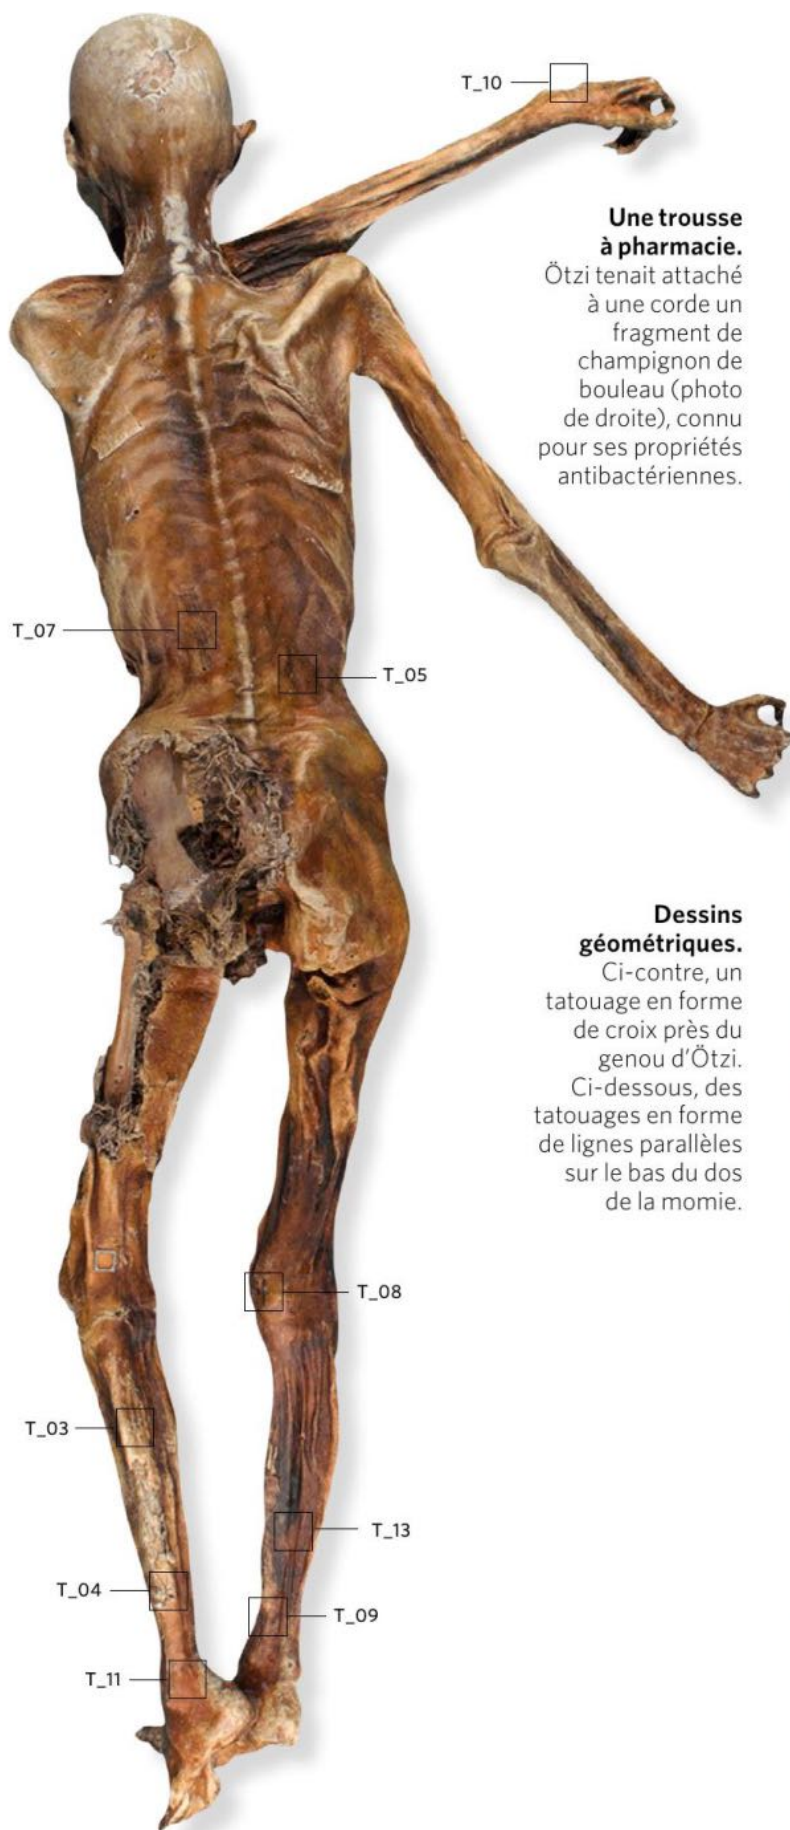 T_10
Une trousse
à pharmacie.
Ötzi tenait attaché
à une corde un
fragment de
champignon de
bouleau (photo
de droite), connu
pour ses propriétés
antibactériennes.
T_07
T_05
Dessins
géométriques.
Ci-contre, un
tatouage en forme
de croix près du
genou d'Ötzi.
Ci-dessous, des
tatouages en forme
de lignes parallèles
sur le bas du dos
de la momie.
T_08
T_03
T_13
T_04
T_09
T_11